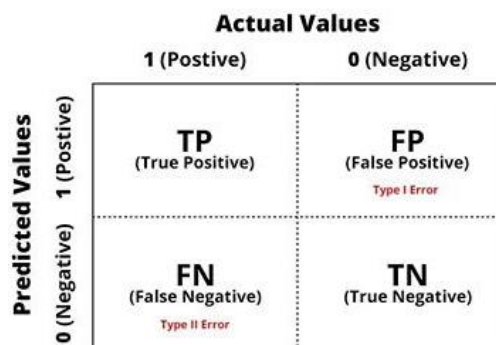 Actual Values
1 (Postive) 0 (Negative)
Predicted Values
1 (Postive)
TP
(True Positive)
FP
(False Positive)
Type I Error
0 (Negative)
FN
(False Negative)
Type II Error
TN
(True Negative)